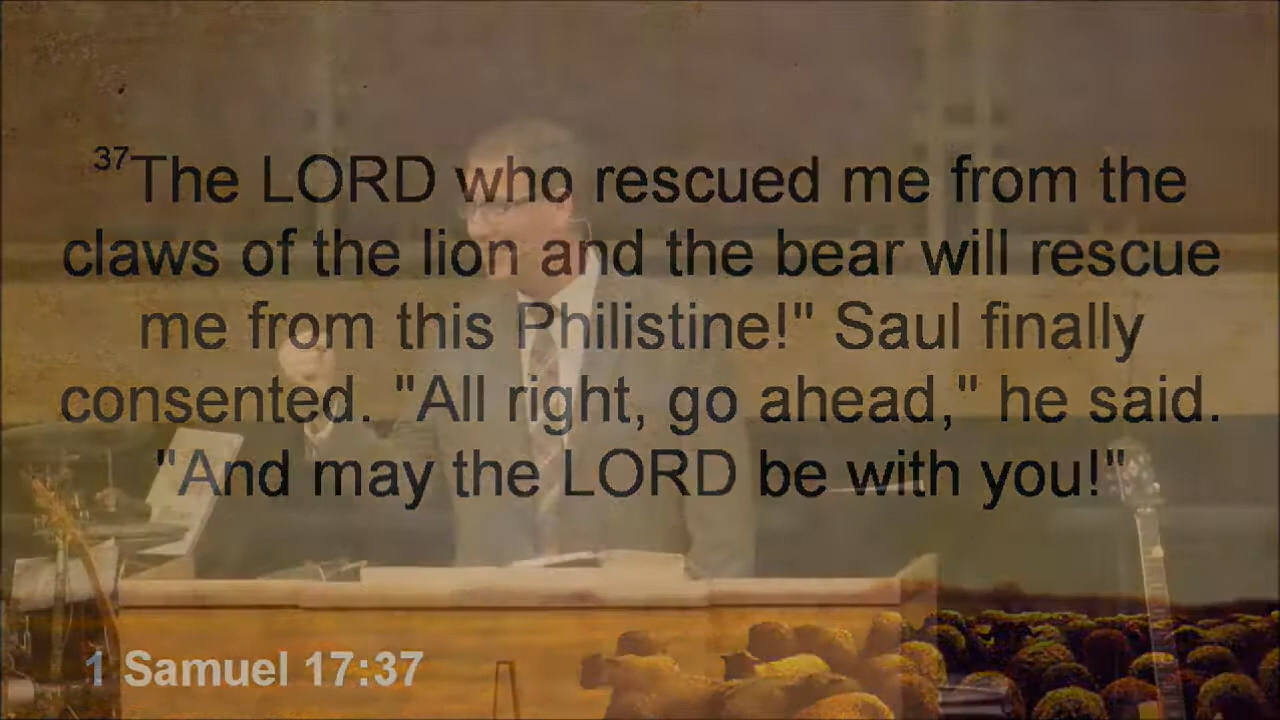 37The LORD who rescued me from the
claws of the lion and the bear will rescue
me from this Philistine!" Saul finally
consented. "All right, go ahead," he said.
"And may the LORD be with you!"
1 Samuel 17:37